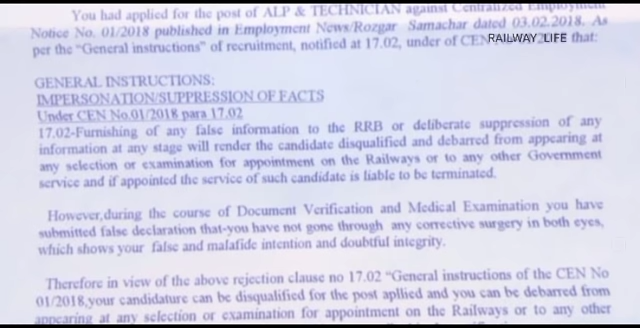 You had applied for the post of ALP & TECHNICIAN against Centralized Employment
Notice No. 01/2018 published in Employment News/Rozgar Samachar dated 03.02.2018. As
per the "General instructions" of recruitment, notified at 17.02, under of CEN that:
RAILWAY LIFE
GENERAL INSTRUCTIONS:
IMPERSONATION/SUPPRESSION OF FACTS
Under CEN No.01/2018 para 17.02
17.02-Furnishing of any false information to the RRB or deliberate suppression of any
information at any stage will render the candidate disqualified and debarred from appearing at
any selection or examination for appointment on the Railways or to any other Government
service and if appointed the service of such candidate is liable to be terminated.
However,during the course of Document Verification and Medical Examination you have
submitted false declaration that-you have not gone through any corrective surgery in both eyes,
which shows your false and malafide intention and doubtful integrity.
Therefore in view of the above rejection clause no 17.02 "General instructions of the CEN No
01/2018,your candidature can be disqualified for the post apllied and you can be debarred from
appearing at any selection or examination for appointment on the Railways or to any other